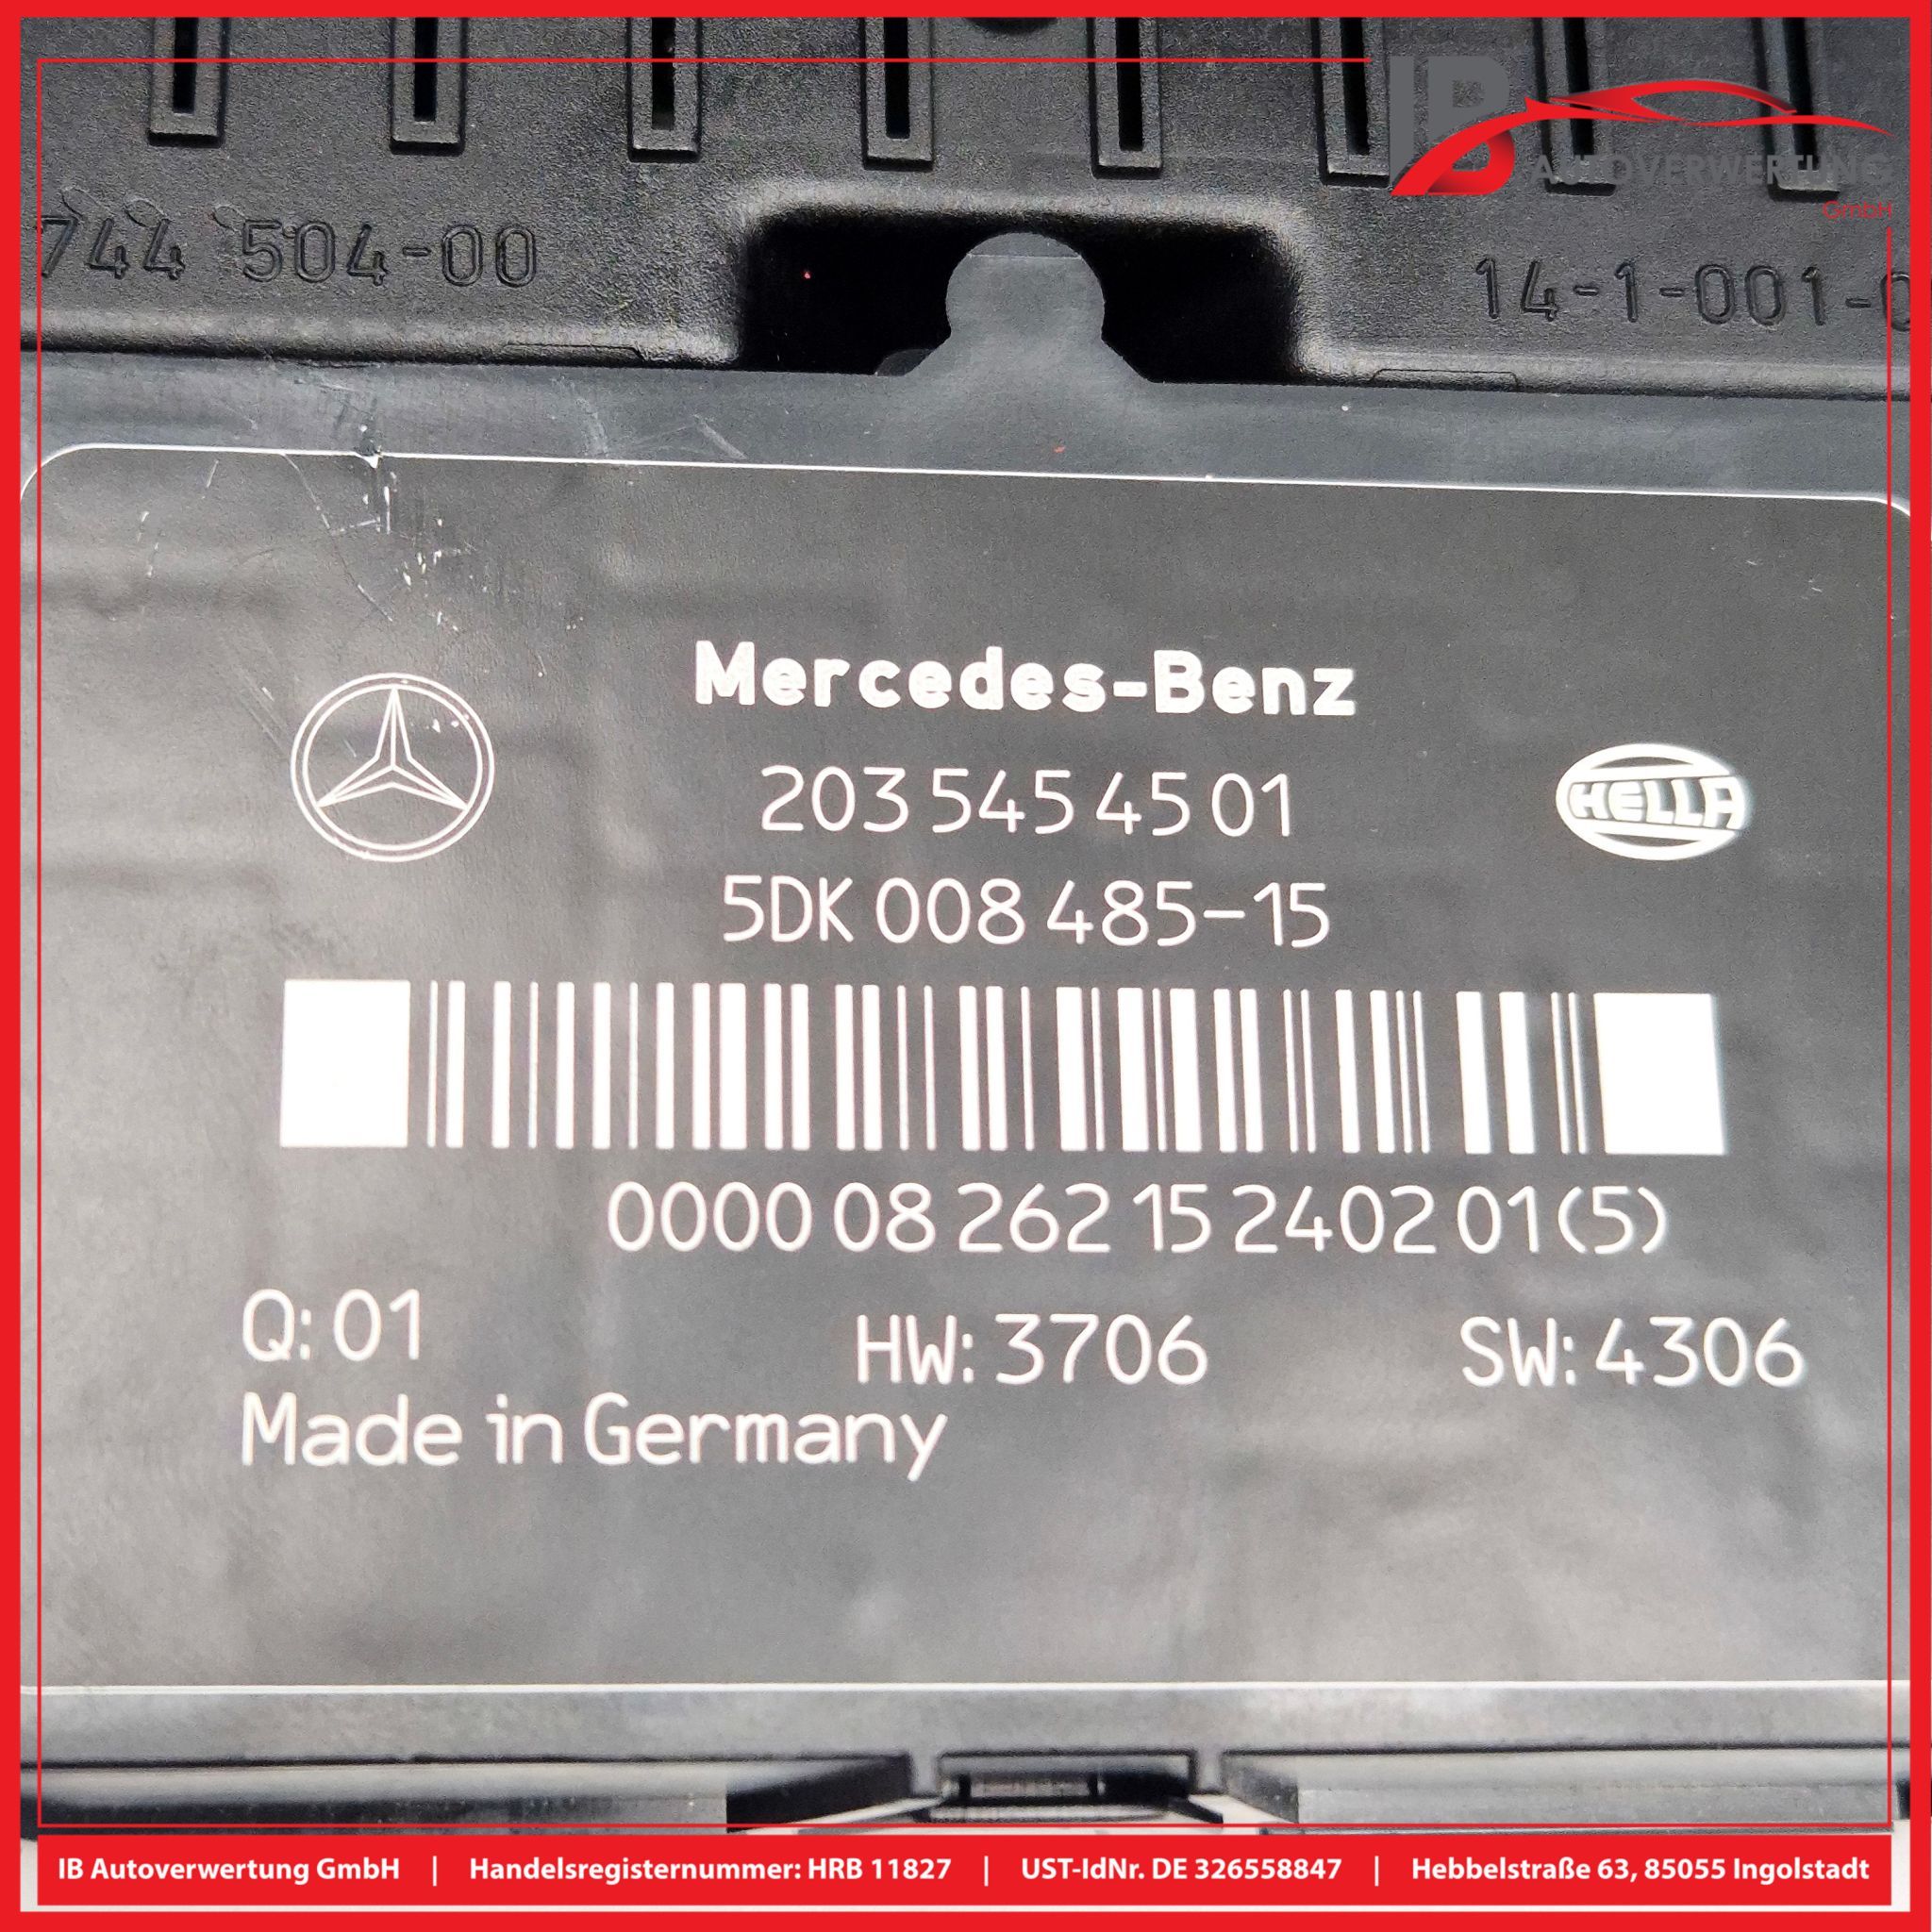 IB
AUTOVERWERTUNG
GmbH
744 504-00
14-1-001-0
Mercedes-Benz
203 545 45 01
HELLA
5DK 008 485-15
0000 08 262 15 2402 01 (5)
Q: 01 HW: 3706 SW: 4306
Made in Germany
IB Autoverwertung GmbH | Handelsregisternummer: HRB 11827 | UST-IdNr. DE 326558847 | Hebbelstraße 63, 85055 Ingolstadt